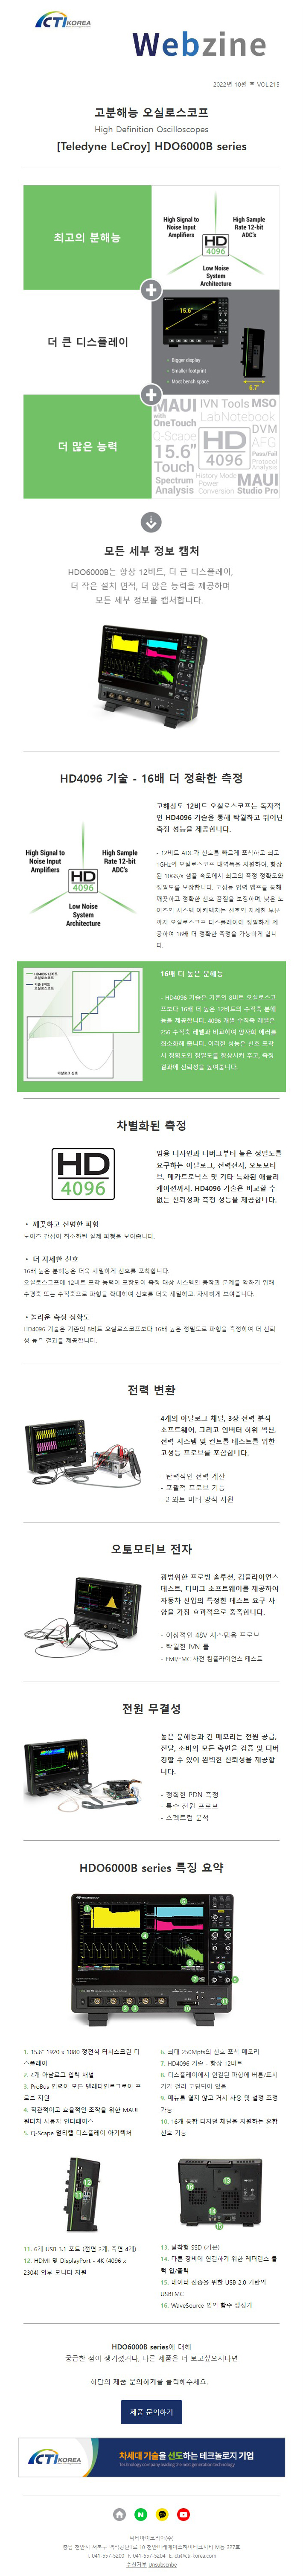 CTI KOREA
Webzine
2022년 10월 호 VOL.215
고분해능 오실로스코프
High Definition Oscilloscopes
[Teledyne LeCroy] HDO6000B series
최고의 분해능
High Signal to Noise Input Amplifiers
High Sample Rate 12-bit ADC's
HD 4096
Low Noise System Architecture
더 큰 디스플레이
15.6"
- Bigger display
- Smaller footprint
- Most bench space
6.7"
더 많은 능력
MAUI with OneTouch
IVN Tools
MSO
LabNotebook
Q-Scape
HD 4096
DVM
AFG
15.6" Touch
Pass/Fail
Protocol Analysis
History Mode
Spectrum Analysis
Power Conversion
MAUI Studio Pro
모든 세부 정보 캡처
HDO6000B는 항상 12비트, 더 큰 디스플레이,
더 작은 설치 면적, 더 많은 능력을 제공하며
모든 세부 정보를 캡처합니다.
HD4096 기술 - 16배 더 정확한 측정
High Signal to Noise Input Amplifiers
High Sample Rate 12-bit ADC's
HD 4096
Low Noise System Architecture
고해상도 12비트 오실로스코프는 독자적
인 HD4096 기술을 통해 탁월하고 뛰어난
측정 성능을 제공합니다.
- 12비트 ADC가 신호를 빠르게 포착하고 최고
1GHz의 오실로스코프 대역폭을 지원하며, 항상
된 10GS/s 샘플 속도에서 최고의 측정 정확도와
정밀도를 보장합니다. 고성능 입력 앰프를 통해
깨끗하고 정확한 신호 품질을 보장하며, 낮은 노
이즈의 시스템 아키텍처는 신호의 자세한 부분
까지 오실로스코프 디스플레이에 정밀하게 제
공하여 16배 더 정확한 측정을 가능하게 합니
다.
HD4096 12비트 오실로스코프
기존 8비트 오실로스코프
아날로그 신호
16배 더 높은 분해능
- HD4096 기술은 기존의 8비트 오실로스코
프보다 16배 더 높은 12비트의 수직축 분해
능을 제공합니다. 4096 개별 수직축 레벨은
256 수직축 레벨과 비교하여 양자화 에러를
최소화해 줍니다. 이러한 성능은 신호 포착
시 정확도와 정밀도를 향상시켜 주고, 측정
결과에 신뢰성을 높여줍니다.
차별화된 측정
HD 4096
범용 디자인과 디버그부터 높은 정밀도를
요구하는 아날로그, 전력전자, 오토모티
브, 메카트로닉스 및 기타 특화된 애플리
케이션까지. HD4096 기술은 비교할 수
없는 신뢰성과 측정 성능을 제공합니다.
• 깨끗하고 선명한 파형
노이즈 간섭이 최소화된 실제 파형을 보여줍니다.
• 더 자세한 신호
16배 높은 분해능은 더욱 세밀하게 신호를 포착합니다.
오실로스코프에 12비트 포착 능력이 포함되어 측정 대상 시스템의 동작과 문제를 악하기 위해
수평축 또는 수직축으로 파형을 확대하여 신호를 더욱 세밀하고, 자세하게 보여줍니다.
•놀라운 측정 정확도
HD4096 기술은 기존의 8비트 오실로스코프보다 16배 높은 정밀도로 파형을 측정하여 더 신뢰
성 높은 결과를 제공합니다.
전력 변환
4개의 아날로그 채널, 3상 전력 분석
소프트웨어, 그리고 인버터 하위 섹션,
전력 시스템 및 컨트롤 테스트를 위한
고성능 프로브를 포함합니다.
- 탄력적인 전력 계산
- 포괄적 프로브 기능
- 2 와트 미터 방식 지원
오토모티브 전자
광범위한 프로빙 솔루션, 컴플라이언스
테스트, 디버그 소프트웨어를 제공하여
자동차 산업의 특정한 테스트 요구 사
항을 가장 효과적으로 충족합니다.
- 이상적인 48V 시스템용 프로브
- 탁월한 IVN 툴
- EMI/EMC 사전 컴플라이언스 테스트
전원 무결성
높은 분해능과 긴 메모리는 전원 공급,
전달, 소비의 모든 측면을 검증 및 디버
깅할 수 있어 완벽한 신뢰성을 제공합니
다.
- 정확한 PDN 측정
- 특수 전원 프로브
- 스펙트럼 분석
HDO6000B series 특징 요약
1. 15.6" 1920 x 1080 정전식 터치스크린 디
스플레이
2. 4개 아날로그 입력 채널
3. ProBus 입력이 모든 텔레다인르크로이 프
로브 지원
4. 직관적이고 효율적인 조작을 위한 MAUI
원터치 사용자 인터페이스
5. Q-Scape 멀티탭 디스플레이 아키텍처
6. 최대 250Mpts의 신호 포착 메모리
7. HD4096 기술 - 항상 12비트
8. 디스플레이에서 연결된 파형에 버튼/표시
기가 컬러 코딩되어 있음
9. 메뉴를 열지 않고 커서 사용 및 설정 조정
가능
10. 16개 통합 디지털 채널을 지원하는 혼합
신호 기능
11. 6개 USB 3.1 포트 (전면 2개, 측면 4개)
12. HDMI 및 DisplayPort - 4K (4096 x
2304) 외부 모니터 지원
13. 탈착형 SSD (기본)
14. 다른 장비에 연결하기 위한 레퍼런스 클
럭 입/출력
15. 데이터 전송을 위한 USB 2.0 기반의
USBTMC
16. WaveSource 임의 함수 생성기
HDO6000B series에 대해
궁금한 점이 생기셨거나, 다른 제품을 더 보고싶으시다면
하단의 제품 문의하기를 클릭해주세요.
제품 문의하기
CTI KOREA
차세대 기술을 선도하는 테크놀로지 기업
Technology company leading the next generation technology
씨티아이코리아(주)
충남 천안시 서북구 백석공단1로 10 천안미래에이스하이테크시티 M동 327호
T. 041-557-5200 F. 041-557-5204 E. cti@cti-korea.com
수신거부 Unsubscribe